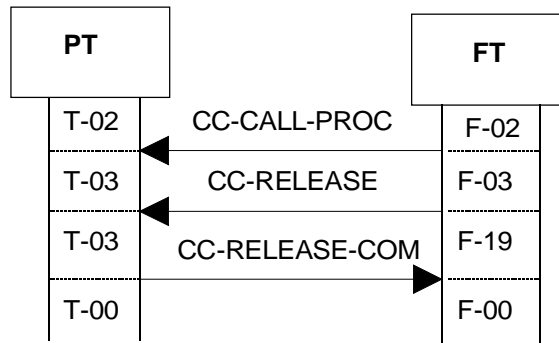 PT
FT
T-02 CC-CALL-PROC F-02
T-03 CC-RELEASE F-03
T-03 CC-RELEASE-COM F-19
T-00 F-00